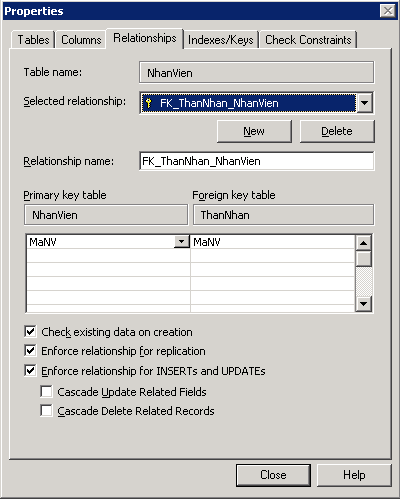 Properties
Tables Columns Relationships Indexes/Keys Check Constraints
Table name: NhanVien
Selected relationship: FK_ThanNhan_NhanVien
New Delete
Relationship name: FK_ThanNhan_NhanVien
Primary key table Foreign key table
NhanVien ThanNhan
MaNV MaNV
Check existing data on creation
Enforce relationship for replication
Enforce relationship for INSERTs and UPDATEs
Cascade Update Related Fields
Cascade Delete Related Records
Close Help